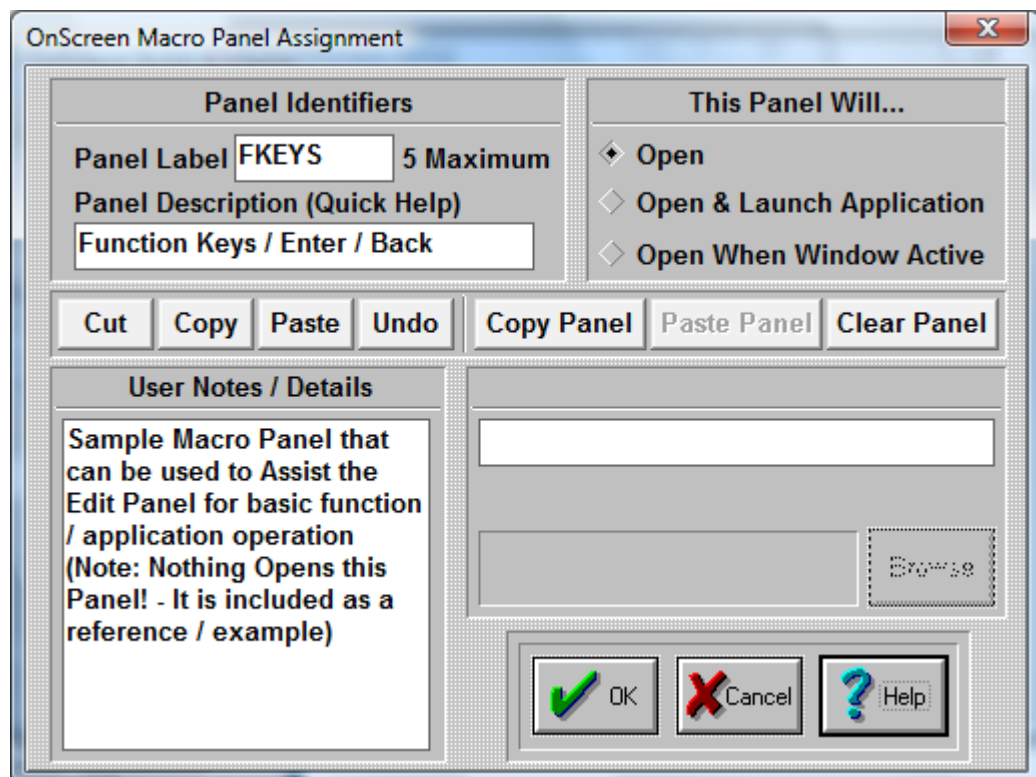 OnScreen Macro Panel Assignment
Panel Identifiers
Panel Label FKEYS 5 Maximum
Panel Description (Quick Help)
Function Keys / Enter / Back
This Panel Will...
Open
Open & Launch Application
Open When Window Active
Cut Copy Paste Undo Copy Panel Paste Panel Clear Panel
User Notes / Details
Sample Macro Panel that
can be used to Assist the
Edit Panel for basic function
/ application operation
(Note: Nothing Opens this
Panel! - It is included as a
reference / example)
Browse
OK Cancel Help